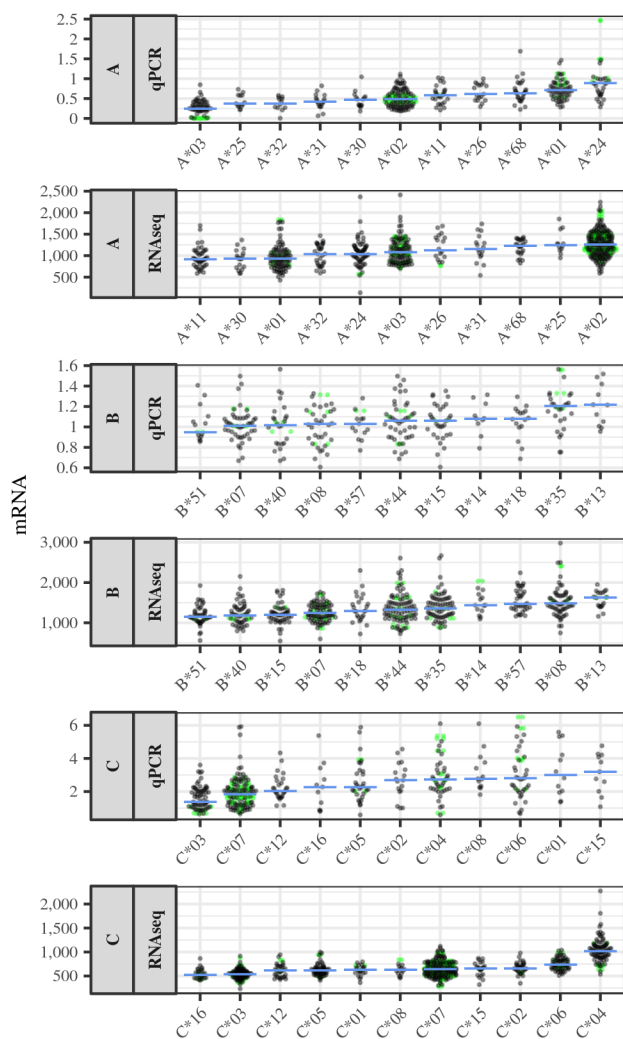 mRNA
A
qPCR
2.5
2
1.5
1
0.5
0
A*03 A*25 A*32 A*31 A*30 A*02 A*11 A*26 A*68 A*01 A*24
A
RNAseq
2,500
2,000
1,500
1,000
500
A*11 A*30 A*01 A*32 A*24 A*03 A*26 A*31 A*68 A*25 A*02
B
qPCR
1.6
1.4
1.2
1
0.8
0.6
B*51 B*07 B*40 B*08 B*57 B*44 B*15 B*14 B*18 B*35 B*13
B
RNAseq
3,000
2,000
1,000
B*51 B*40 B*15 B*07 B*18 B*44 B*35 B*14 B*57 B*08 B*13
C
qPCR
6
4
2
C*03 C*07 C*12 C*16 C*05 C*02 C*04 C*08 C*06 C*01 C*15
C
RNAseq
2,000
1,500
1,000
500
C*16 C*03 C*12 C*05 C*01 C*08 C*07 C*15 C*02 C*06 C*04